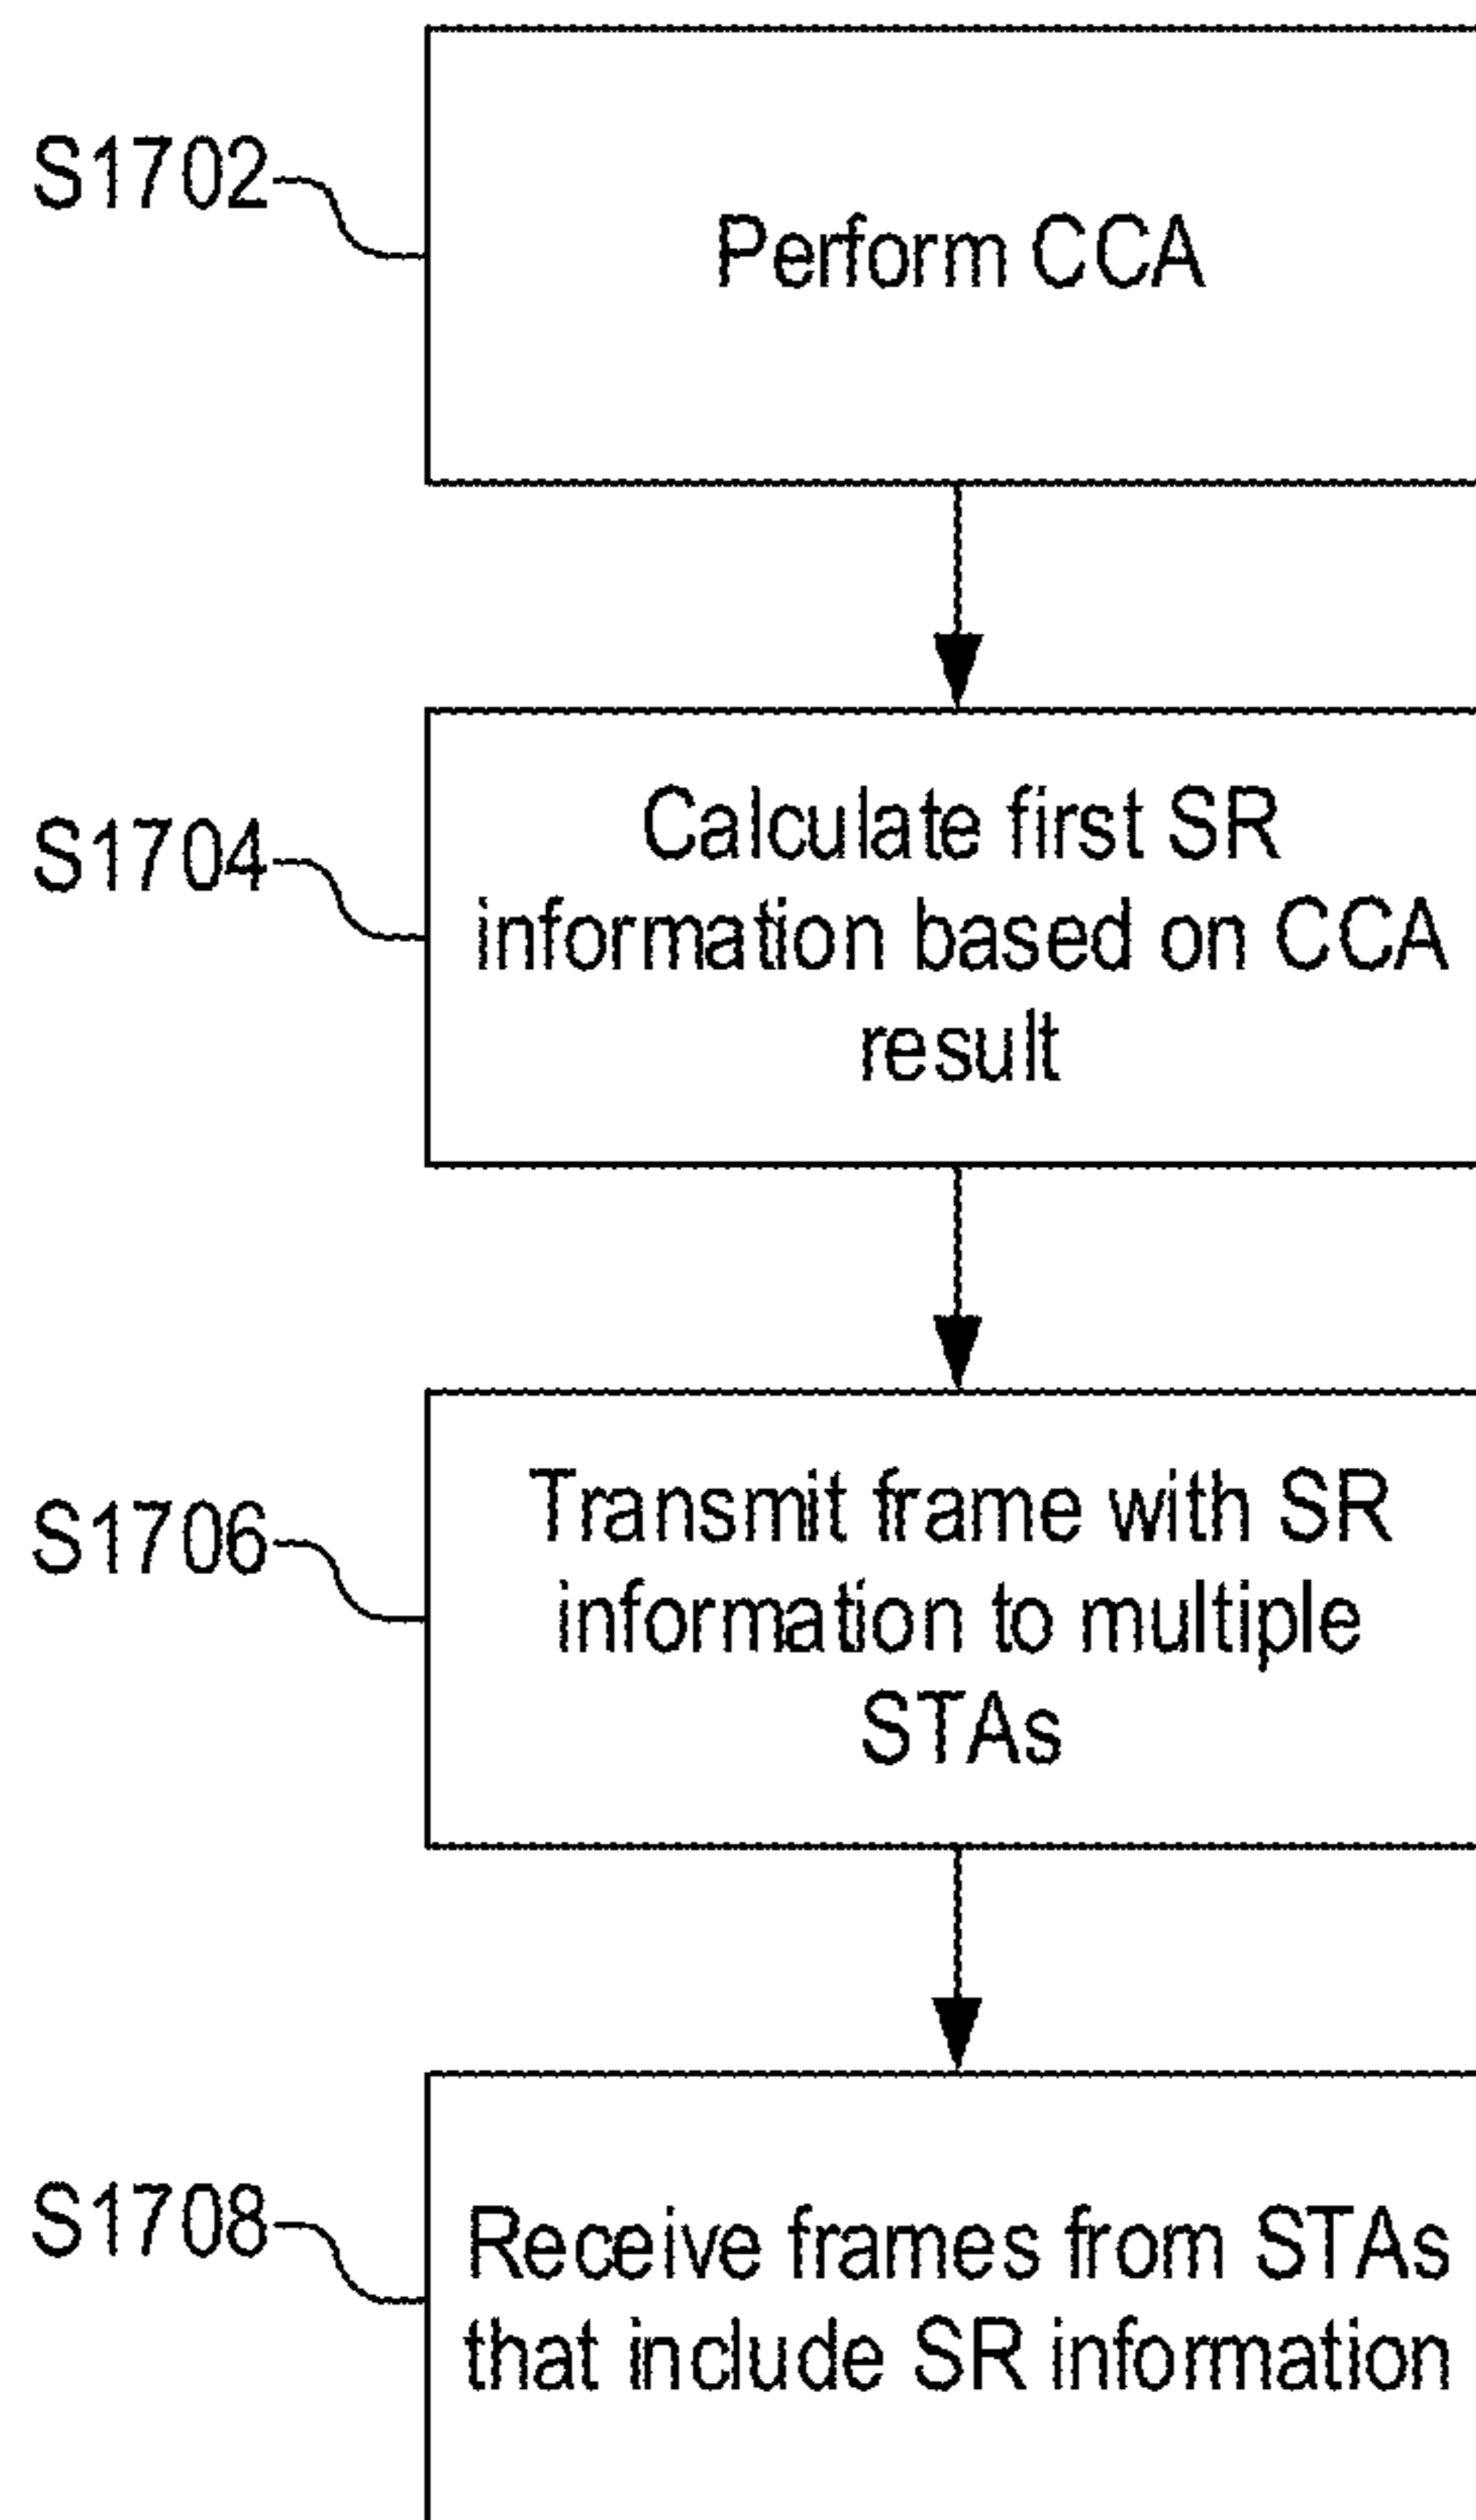 S1702
Perform CCA
S1704
Calculate first SR
information based on CCA
result
S1706
Transmit frame with SR
information to multiple
STAs
S1708
Receive frames from STAs
that include SR information